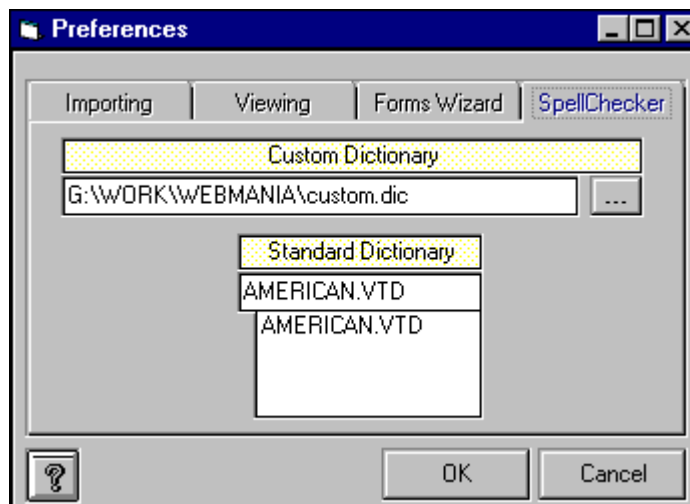 Preferences
Importing Viewing Forms Wizard SpellChecker
Custom Dictionary
G:\WORK\WEBMANIA\custom.dic ...
Standard Dictionary
AMERICAN.VTD
AMERICAN.VTD
? OK Cancel